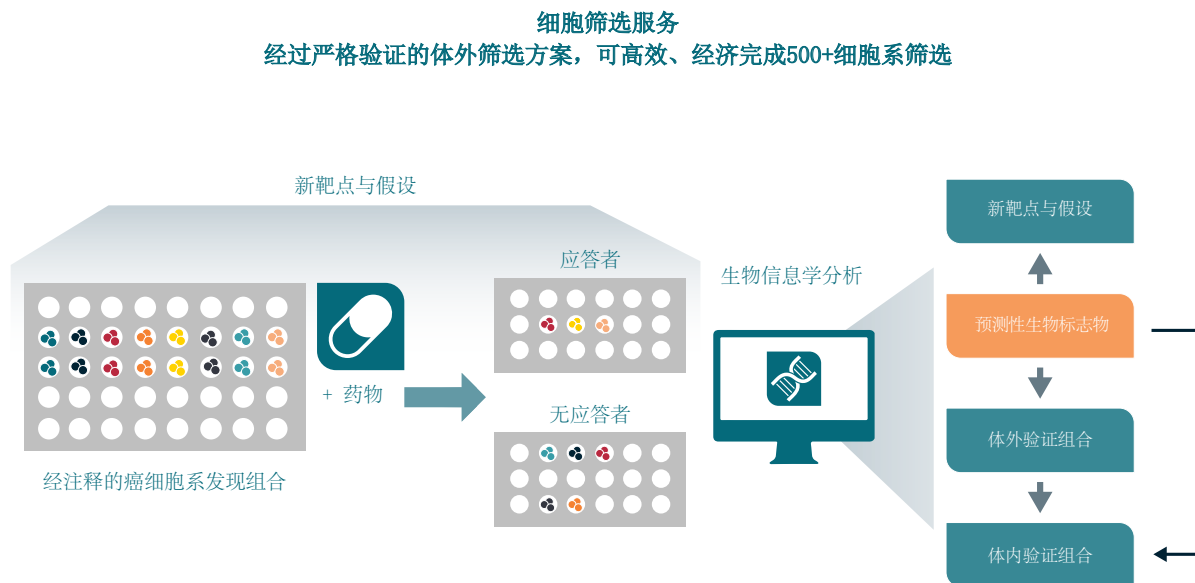 细胞筛选服务
经过严格验证的体外筛选方案，可高效、经济完成500+细胞系筛选
新靶点与假设
应答者
+ 药物
无应答者
经注释的癌细胞系发现组合
生物信息学分析
新靶点与假设
预测性生物标志物
体外验证组合
体内验证组合